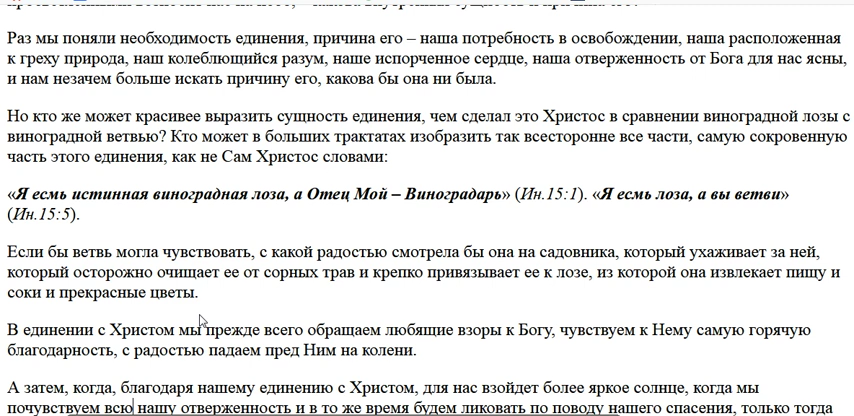 Раз мы поняли необходимость единения, причина его – наша потребность в освобождении, наша расположенная
к греху природа, наш колеблющийся разум, наше испорченное сердце, наша отверженность от Бога для нас ясны,
и нам незачем больше искать причину его, какова бы она ни была.
Но кто же может красивее выразить сущность единения, чем сделал это Христос в сравнении виноградной лозы с
виноградной ветвью? Кто может в больших трактатах изобразить так всесторонне все части, самую сокровенную
часть этого единения, как не Сам Христос словами:
«Я есмь истинная виноградная лоза, а Отец Мой – Виноградарь» (Ин.15:1). «Я есмь лоза, а вы ветви»
(Ин.15:5).
Если бы ветвь могла чувствовать, с какой радостью смотрела бы она на садовника, который ухаживает за ней,
который осторожно очищает ее от сорных трав и крепко привязывает ее к лозе, из которой она извлекает пищу и
соки и прекрасные цветы.
В единении с Христом мы прежде всего обращаем любящие взоры к Богу, чувствуем к Нему самую горячую
благодарность, с радостью падаем пред Ним на колени.
А затем, когда, благодаря нашему единению с Христом, для нас взойдет более яркое солнце, когда мы
почувствуем всю нашу отверженность и в то же время будем ликовать по поводу нашего спасения, только тогда